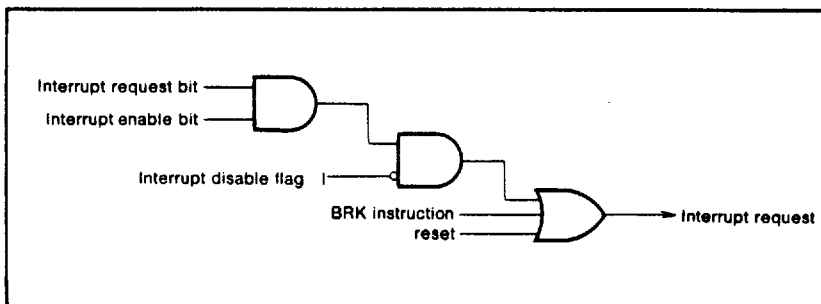 Interrupt request bit
Interrupt enable bit
Interrupt disable flag I
BRK instruction
reset
Interrupt request